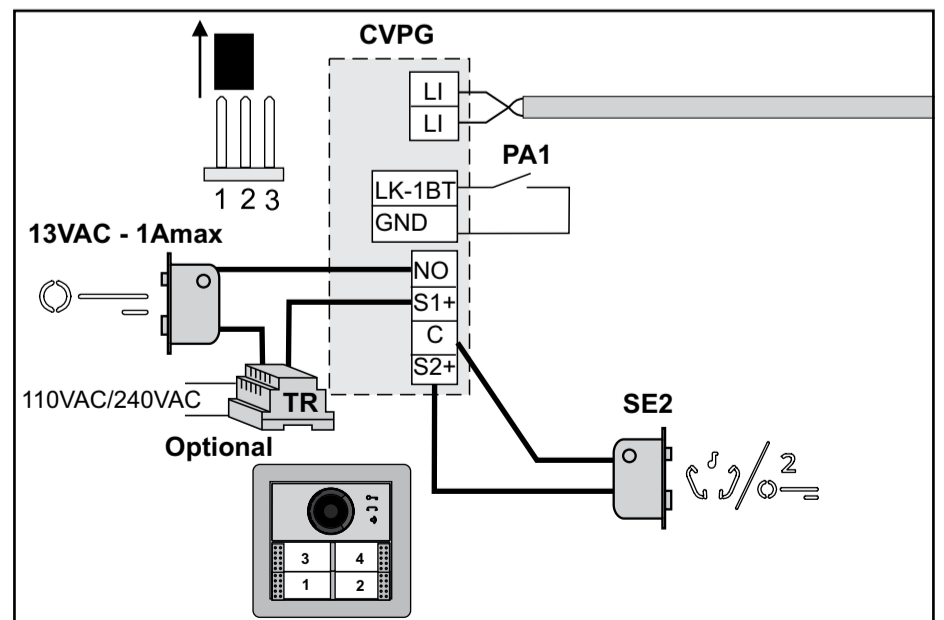 CVPG
LI
LI
1 2 3
PA1
LK-1BT
GND
13VAC - 1Amax
NO
S1+
C
S2+
110VAC/240VAC
TR
Optional
SE2
2
3 4
1 2